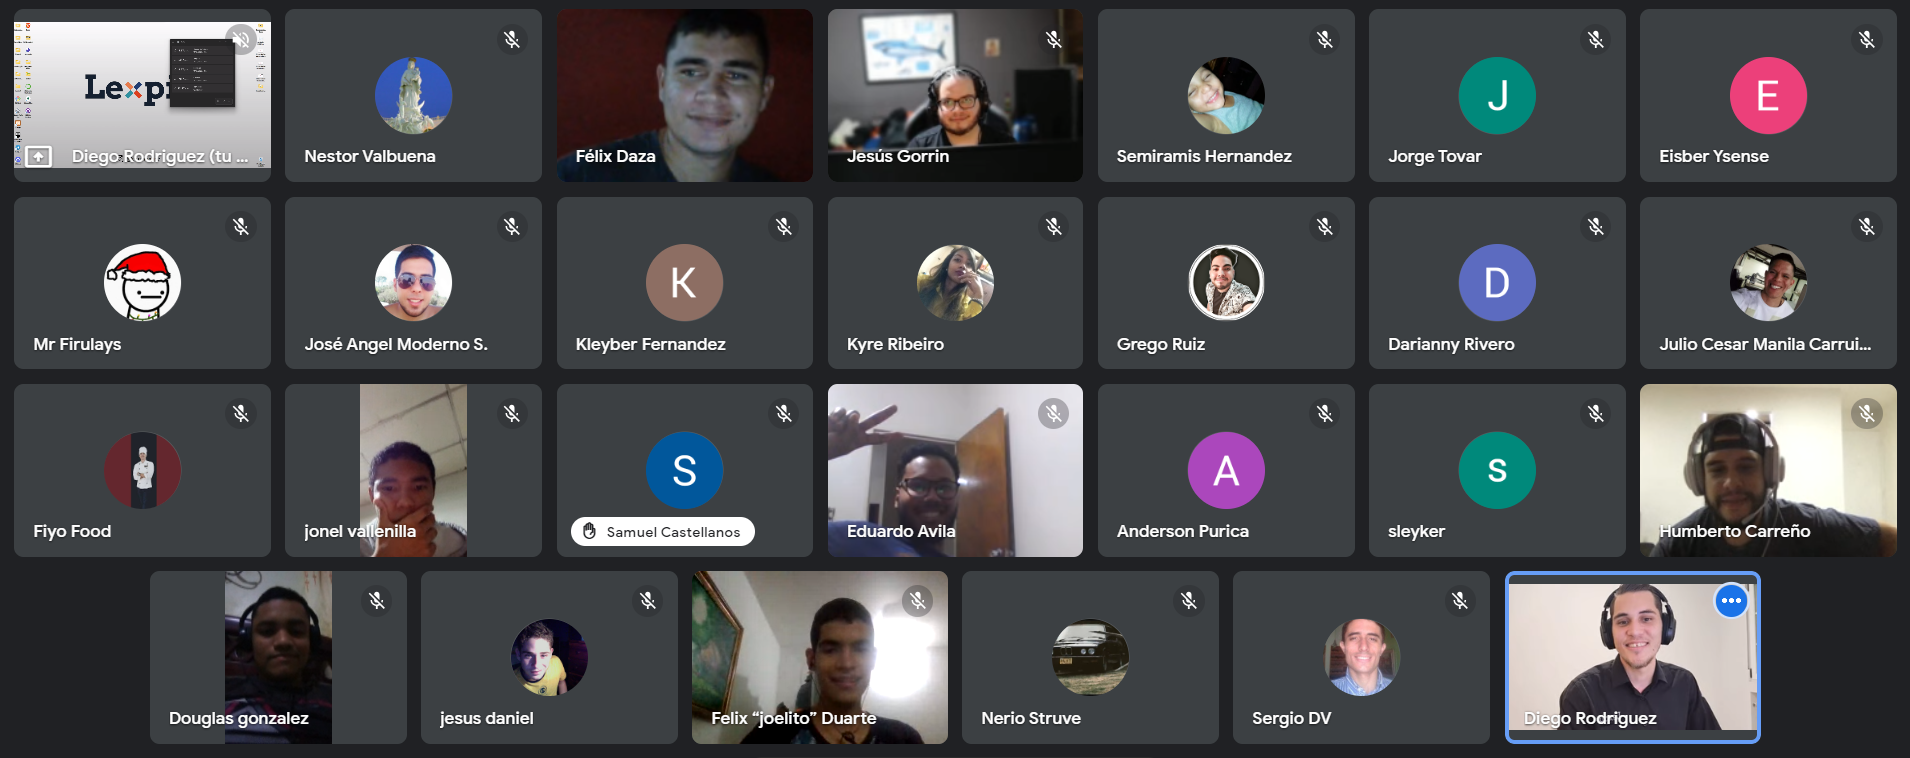 Lexp
Diego Rodriguez (tu ...
Nestor Valbuena
Félix Daza
Jesús Gorrin
Semiramis Hernandez
J
Jorge Tovar
E
Eisber Ysense
Mr Firulays
José Angel Moderno S.
K
Kleyber Fernandez
Kyre Ribeiro
Grego Ruiz
D
Darianny Rivero
Julio Cesar Manila Carrui...
Fiyo Food
jonel vallenilla
S
Samuel Castellanos
Eduardo Avila
A
Anderson Purica
s
sleyker
Humberto Carreño
Douglas gonzalez
jesus daniel
Felix “joelito” Duarte
Nerio Struve
Sergio DV
Diego Rodriguez